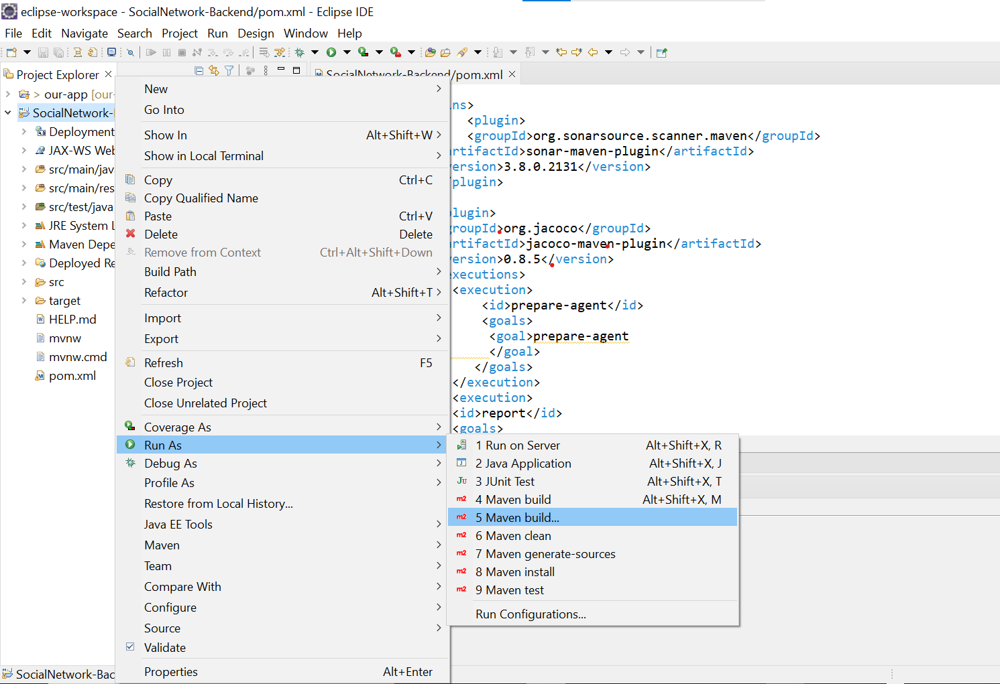 eclipse-workspace - SocialNetwork-Backend/pom.xml - Eclipse IDE
File Edit Navigate Search Project Run Design Window Help
Project Explorer
SocialNetwork-Backend/pom.xml
> our-app [our-
SocialNetwork-
Deployment
JAX-WS Web
src/main/jav
src/main/res
src/test/java
JRE System L
Maven Depe
Deployed Re
src
target
HELP.md
mvnw
mvnw.cmd
pom.xml
New
Go Into
Show In Alt+Shift+W
Show in Local Terminal
Copy Ctrl+C
Copy Qualified Name
Paste Ctrl+V
Delete Delete
Remove from Context Ctrl+Alt+Shift+Down
Build Path
Refactor Alt+Shift+T
Import
Export
Refresh F5
Close Project
Close Unrelated Project
Coverage As
Run As
Debug As
Profile As
Restore from Local History...
Java EE Tools
Maven
Team
Compare With
Configure
Source
Validate
Properties Alt+Enter
ns>
<plugin>
<groupId>org.sonarsource.scanner.maven</groupId>
artifactId>sonar-maven-plugin</artifactId>
ersion>3.8.0.2131</version>
plugin>
lugin>
groupId>org.jacoco</groupId>
artifactId>jacoco-maven-plugin</artifactId>
ersion>0.8.5</version>
xecutions>
<execution>
<id>prepare-agent</id>
<goals>
<goal>prepare-agent
</goal>
</goals>
</execution>
<execution>
<id>report</id>
<goals>
1 Run on Server Alt+Shift+X, R
2 Java Application Alt+Shift+X, J
3 JUnit Test Alt+Shift+X, T
4 Maven build Alt+Shift+X, M
5 Maven build...
6 Maven clean
7 Maven generate-sources
8 Maven install
9 Maven test
Run Configurations...
SocialNetwork-Bac